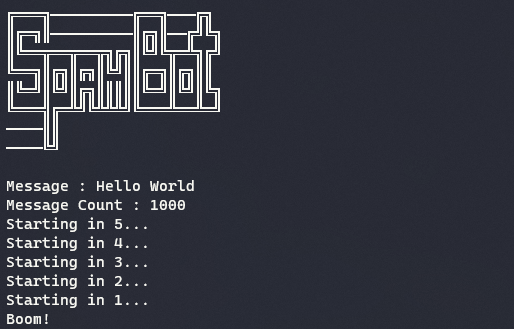 SpamBot
Message : Hello World
Message Count : 1000
Starting in 5...
Starting in 4...
Starting in 3...
Starting in 2...
Starting in 1...
Boom!